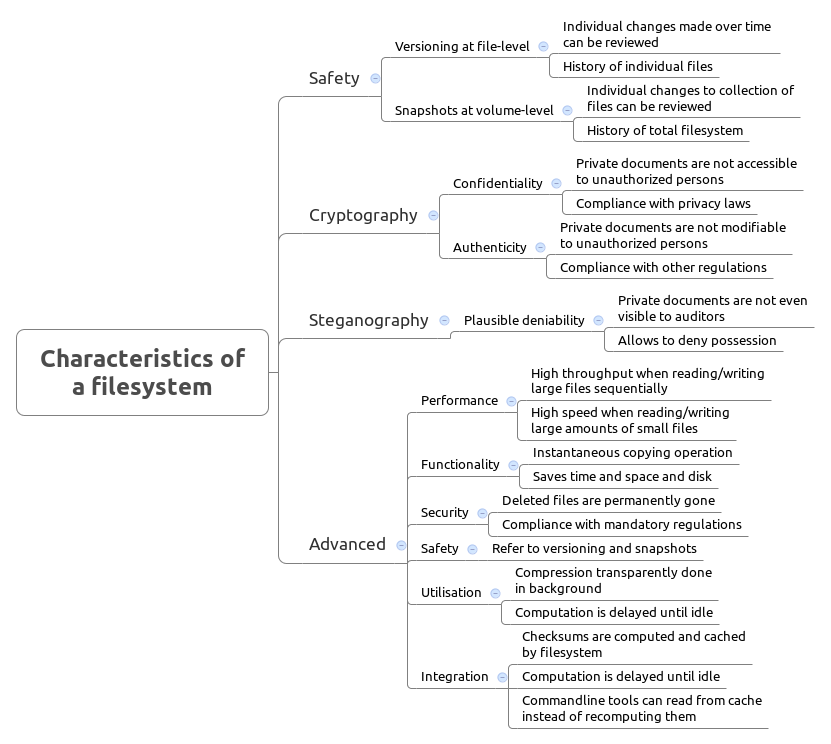 Characteristics of
a filesystem
Safety
Versioning at file-level
Individual changes made over time
can be reviewed
History of individual files
Snapshots at volume-level
Individual changes to collection of
files can be reviewed
History of total filesystem
Cryptography
Confidentiality
Private documents are not accessible
to unauthorized persons
Compliance with privacy laws
Authenticity
Private documents are not modifiable
to unauthorized persons
Compliance with other regulations
Steganography
Plausible deniability
Private documents are not even
visible to auditors
Allows to deny possession
Advanced
Performance
High throughput when reading/writing
large files sequentially
High speed when reading/writing
large amounts of small files
Functionality
Instantaneous copying operation
Saves time and space and disk
Security
Deleted files are permanently gone
Compliance with mandatory regulations
Safety
Refer to versioning and snapshots
Utilisation
Compression transparently done
in background
Computation is delayed until idle
Integration
Checksums are computed and cached
by filesystem
Computation is delayed until idle
Commandline tools can read from cache
instead of recomputing them